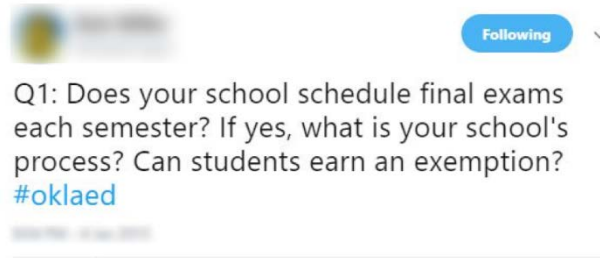 Following
Q1: Does your school schedule final exams
each semester? If yes, what is your school's
process? Can students earn an exemption?
#oklaed